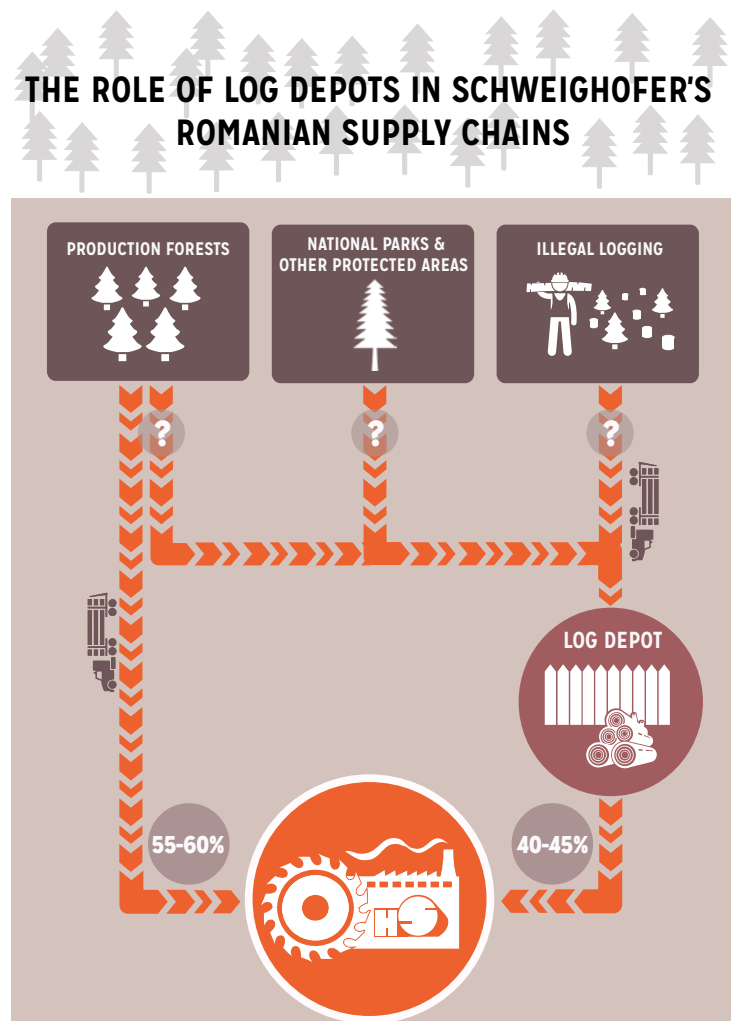 THE ROLE OF LOG DEPOTS IN SCHWEIGHOFER'S
ROMANIAN SUPPLY CHAINS
PRODUCTION FORESTS
NATIONAL PARKS &
OTHER PROTECTED AREAS
ILLEGAL LOGGING
?
?
?
LOG DEPOT
55-60%
40-45%
HS